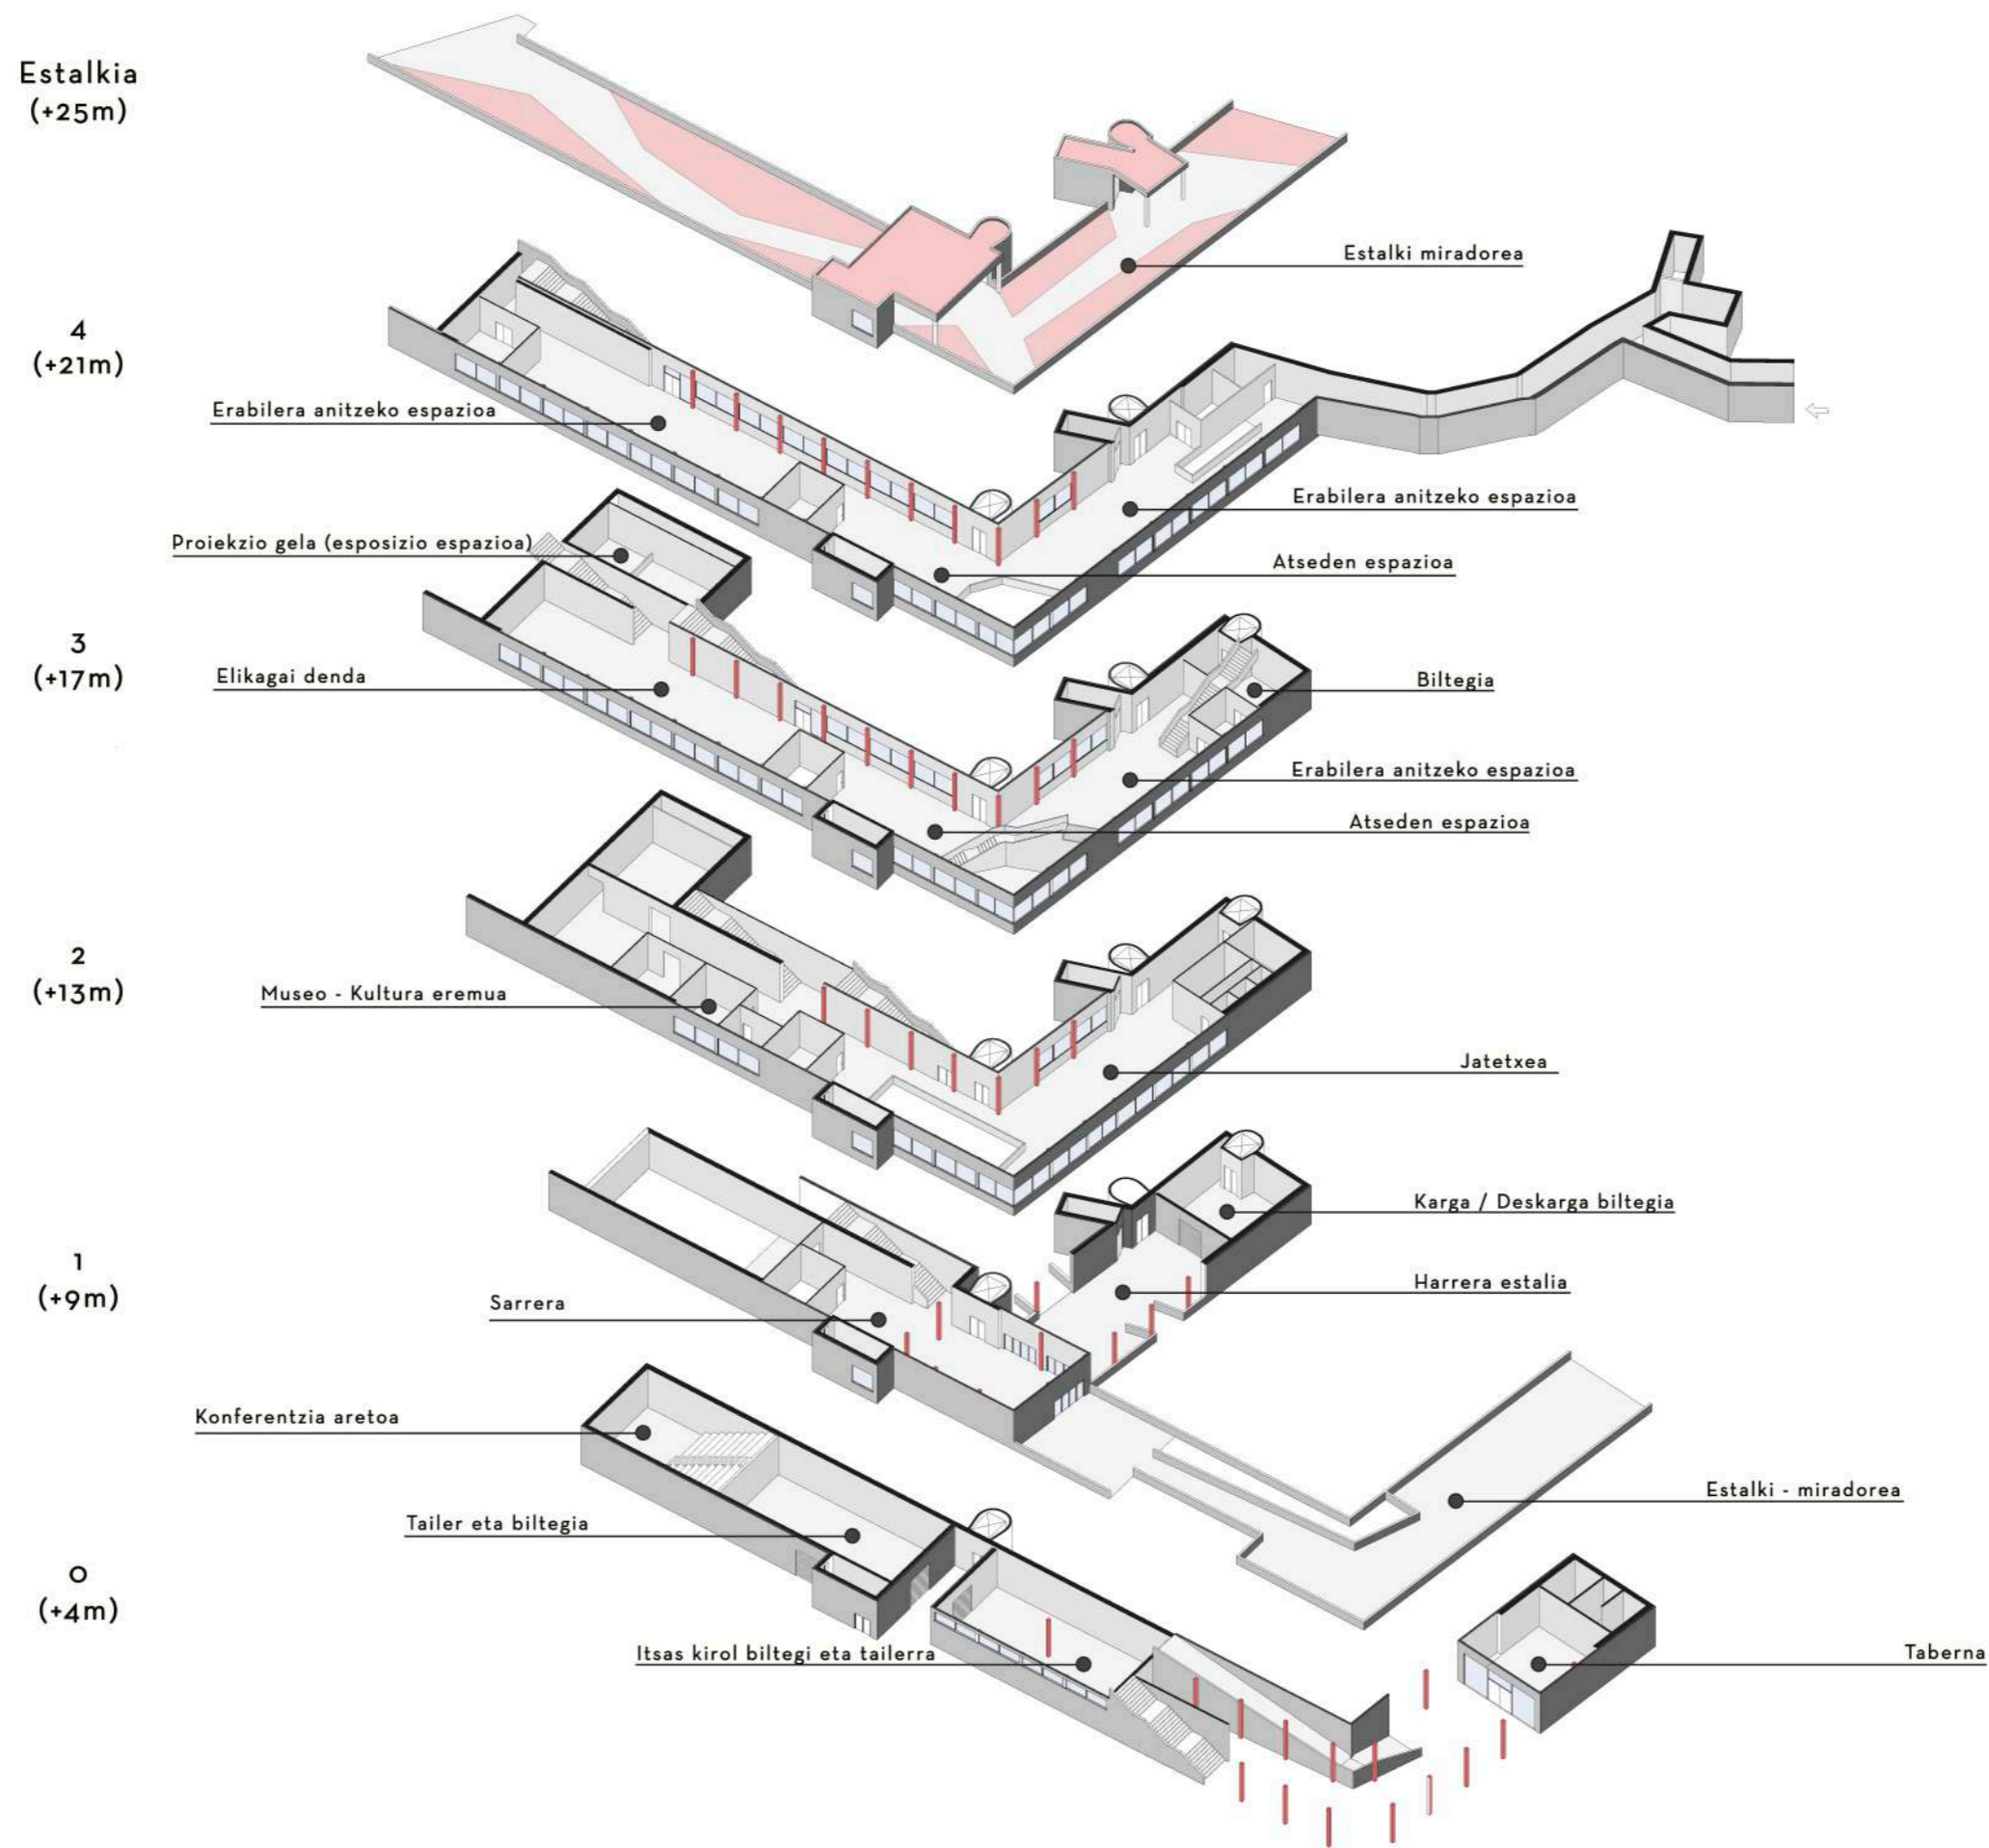 Estalkia
(+25m)
Estalki miradorea
4
(+21m)
Erabilera anitzeko espazioa
Erabilera anitzeko espazioa
Atseden espazioa
Proiekzio gela (esposizio espazioa)
3
(+17m)
Elikagai denda
Biltegia
Erabilera anitzeko espazioa
Atseden espazioa
2
(+13m)
Museo - Kultura eremua
Jatetxea
1
(+9m)
Karga / Deskarga biltegia
Harrera estalia
Sarrera
Konferentzia aretoa
Estalki - miradorea
Tailer eta biltegia
0
(+4m)
Itsas kirol biltegi eta tailerra
Taberna